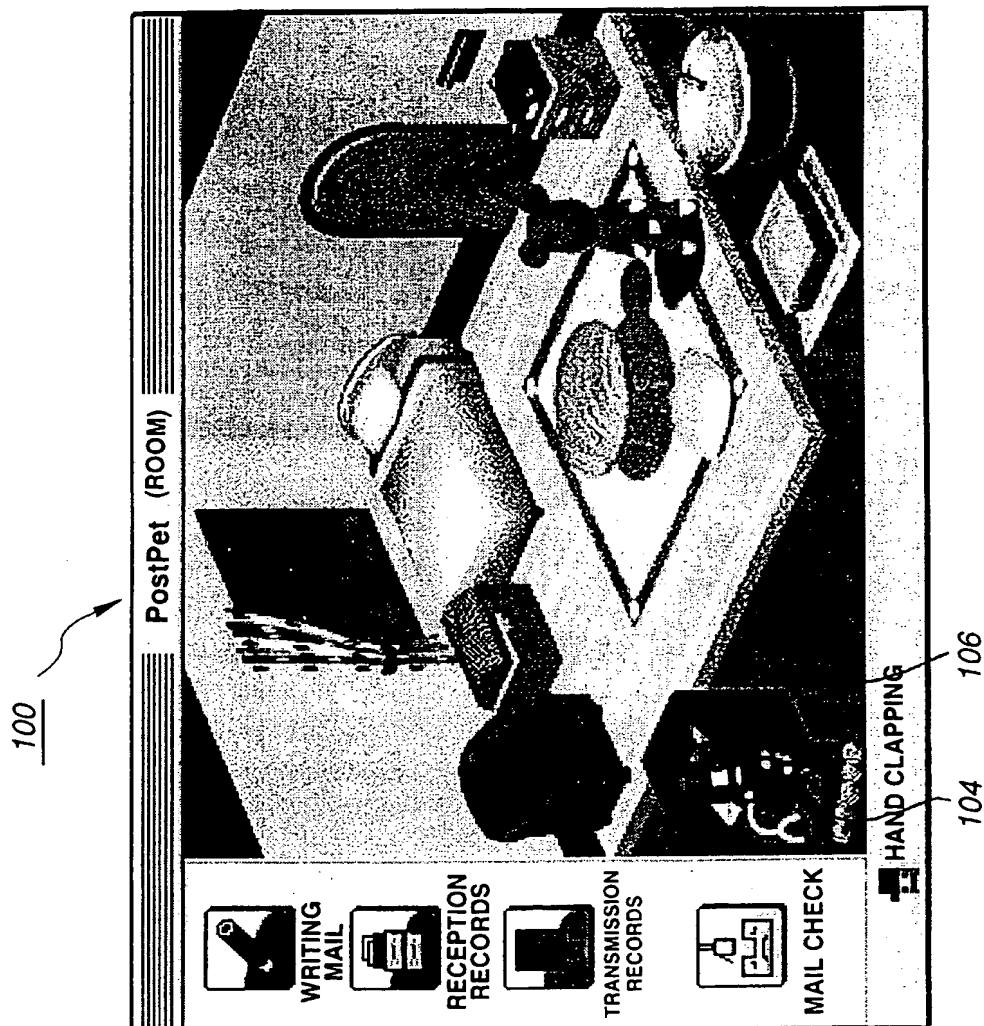 100
PostPet (ROOM)
WRITING
MAIL
RECEPTION
RECORDS
TRANSMISSION
RECORDS
MAIL CHECK
HAND CLAPPING
104
106